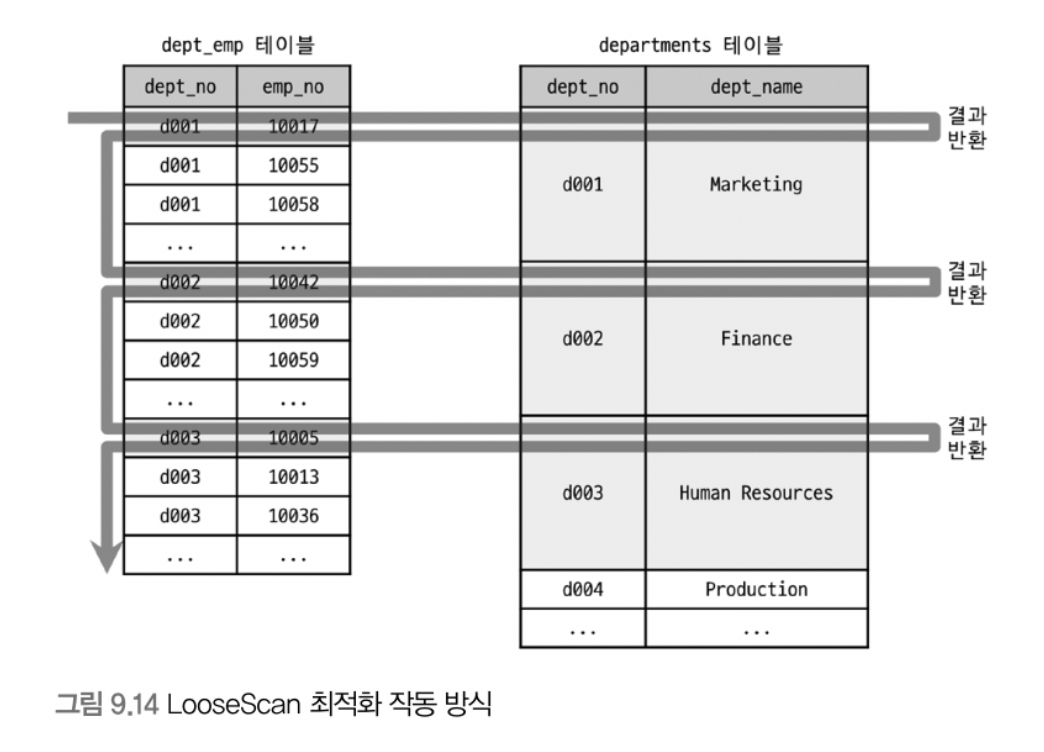 dept_emp 테이블
dept_no emp_no
d001 10017
d001 10055
d001 10058
... ...
d002 10042
d002 10050
d002 10059
... ...
d003 10005
d003 10013
d003 10036
... ...
departments 테이블
dept_no dept_name
d001 Marketing
d002 Finance
d003 Human Resources
d004 Production
... ...
결과
반환
결과
반환
결과
반환
그림 9.14 LooseScan 최적화 작동 방식